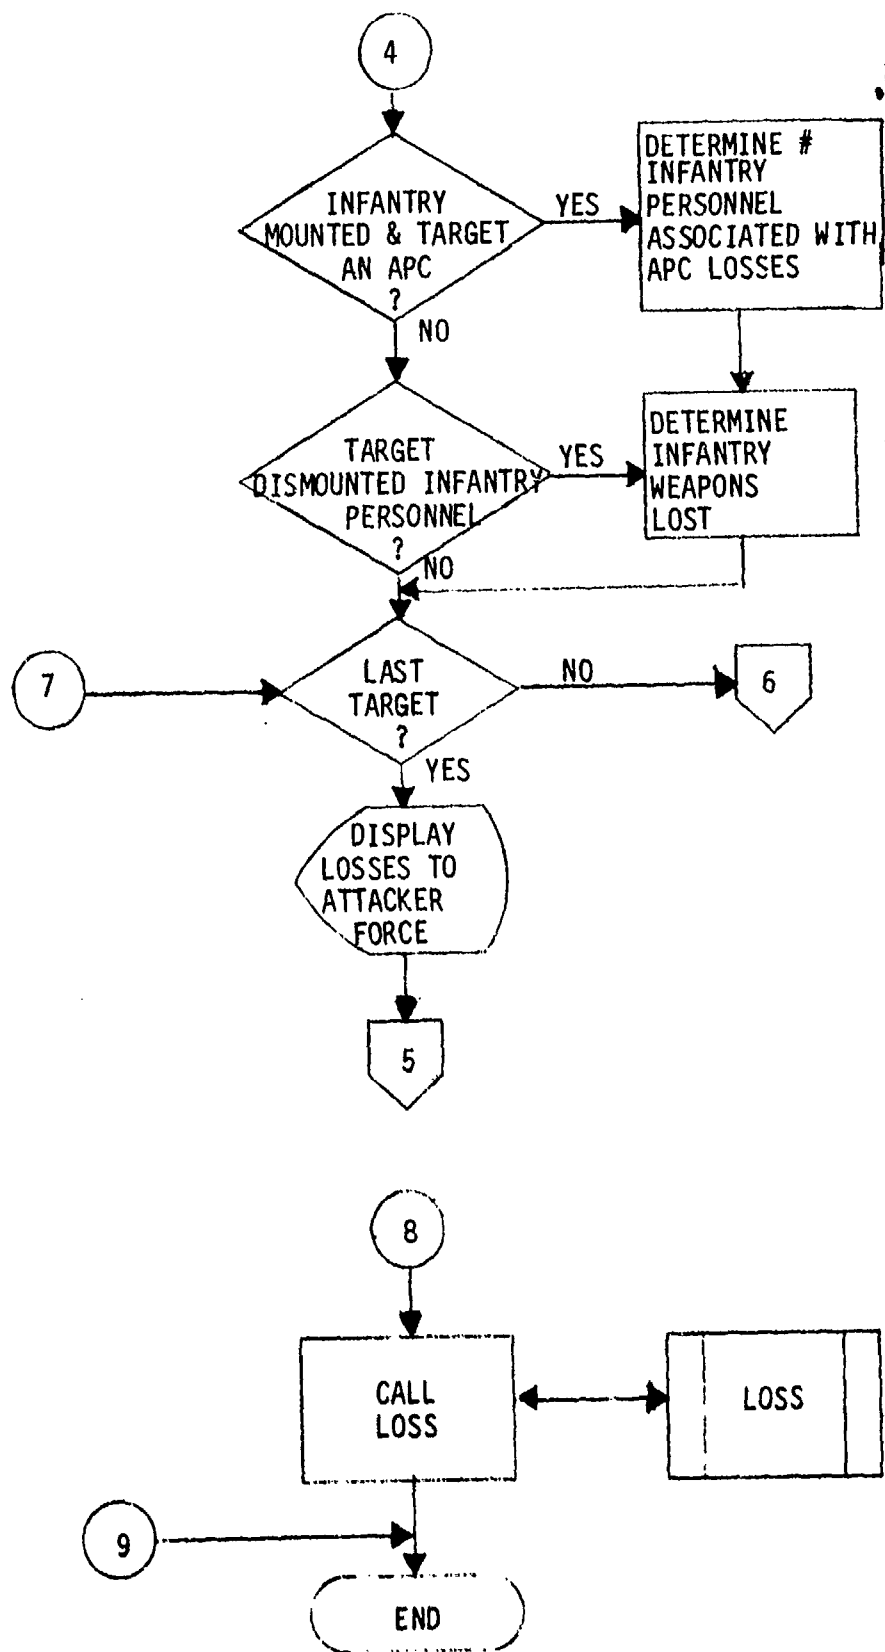 4
INFANTRY
MOUNTED & TARGET
AN APC
?
YES
DETERMINE #
INFANTRY
PERSONNEL
ASSOCIATED WITH
APC LOSSES
NO
TARGET
DISMOUNTED INFANTRY
PERSONNEL
?
YES
DETERMINE
INFANTRY
WEAPONS
LOST
NO
7
LAST
TARGET
?
NO
6
YES
DISPLAY
LOSSES TO
ATTACKER
FORCE
5
8
CALL
LOSS
LOSS
9
END